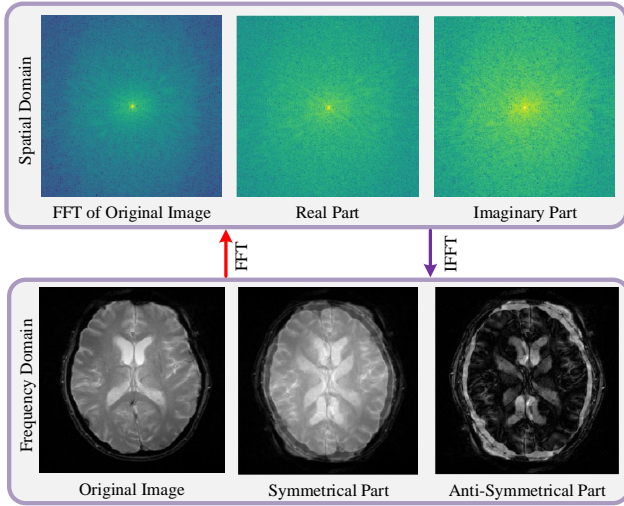 Spatial Domain
FFT of Original Image
Real Part
Imaginary Part
FFT
IFFT
Frequency Domain
Original Image
Symmetrical Part
Anti-Symmetrical Part